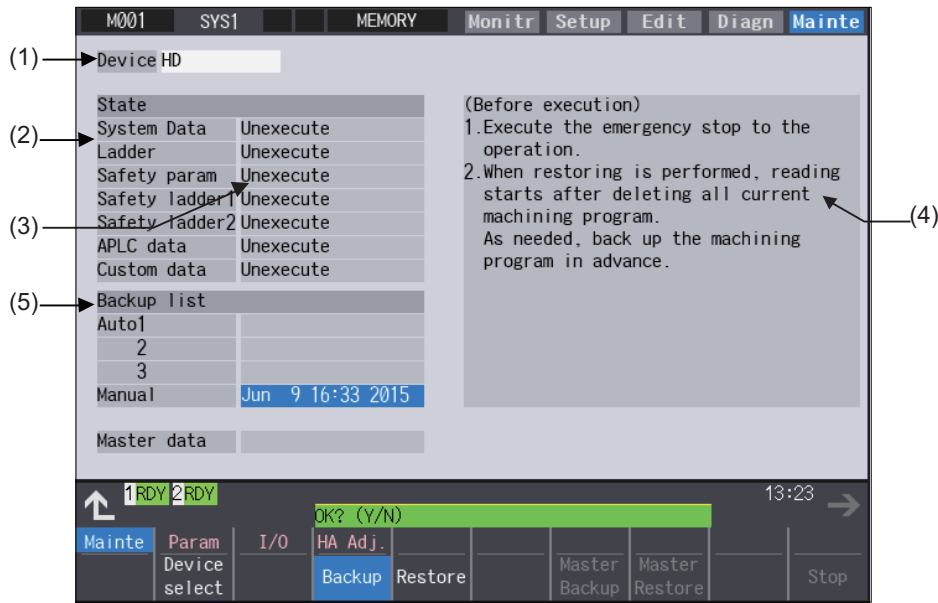 M001 SYS1 MEMORY Monitr Setup Edit Diagn Mainte
(1)
Device HD
State
(2)
System Data Unexecute
Ladder Unexecute
Safety param Unexecute
Safety ladder1 Unexecute
(3)
Safety ladder2 Unexecute
APLC data Unexecute
Custom data Unexecute
(5)
Backup list
Auto1
2
3
Manual Jun 9 16:33 2015
Master data
(Before execution)
1.Execute the emergency stop to the
operation.
2.When restoring is performed, reading
starts after deleting all current
machining program.
As needed, back up the machining
program in advance.
(4)
1 RDY 2 RDY 13:23
OK? (Y/N)
Mainte Param I/O HA Adj.
Device
select
Backup
Restore
Master
Backup
Master
Restore
Stop